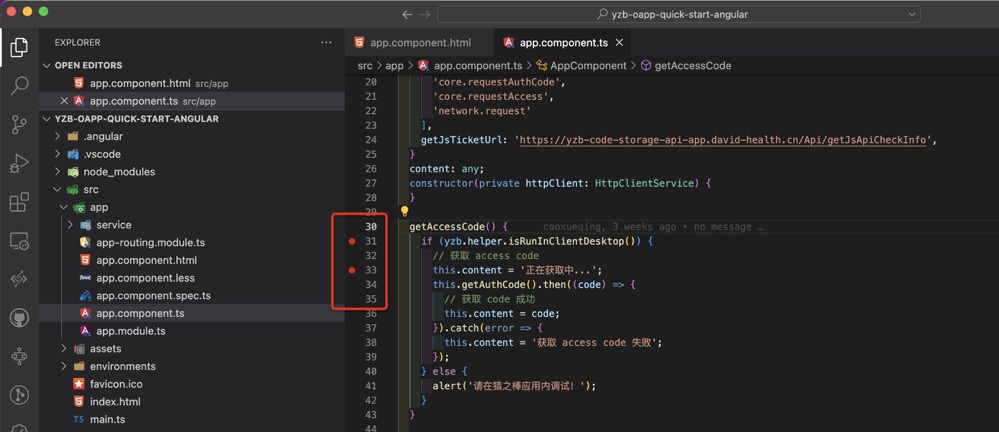 yzb-oapp-quick-start-angular
EXPLORER
OPEN EDITORS
app.component.html src/app
app.component.ts src/app
YZB-OAPP-QUICK-START-ANGULAR
.angular
.vscode
node_modules
src
app
service
app-routing.module.ts
app.component.html
app.component.less
app.component.spec.ts
app.component.ts
app.module.ts
assets
environments
favicon.ico
index.html
TS main.ts
app.component.html
app.component.ts
src > app > app.component.ts > AppComponent > getAccessCode
20 'core.requestAuthCode',
21 'core.requestAccess',
22 'network.request'
23 ],
24 getJsTicketUrl: 'https://yzb-code-storage-api-app.david-health.cn/Api/getJsApiCheckInfo',
25 }
26 content: any;
27 constructor(private httpClient: HttpClientService) {
28 }
29
30 getAccessCode() { caoxueqing, 3 weeks ago • no message …
31 if (yzb.helper.isRunInClientDesktop()) {
32 // 获取 access code
33 this.content = '正在获取中...';
34 this.getAuthCode().then((code) => {
35 // 获取 code 成功
36 this.content = code;
37 }).catch(error => {
38 this.content = '获取 access code 失败';
39 });
40 } else {
41 alert('请在猿之棒应用内调试！');
42 }
43 }
44